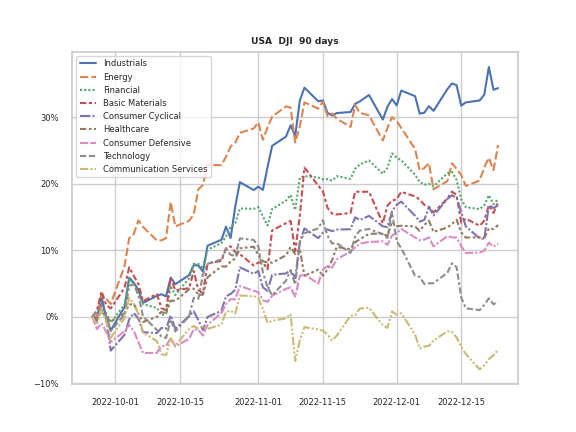 USA DJI 90 days
Industrials
Energy
Financial
Basic Materials
Consumer Cyclical
Healthcare
Consumer Defensive
Technology
Communication Services
30%
20%
10%
0%
−10%
2022-10-01 2022-10-15 2022-11-01 2022-11-15 2022-12-01 2022-12-15